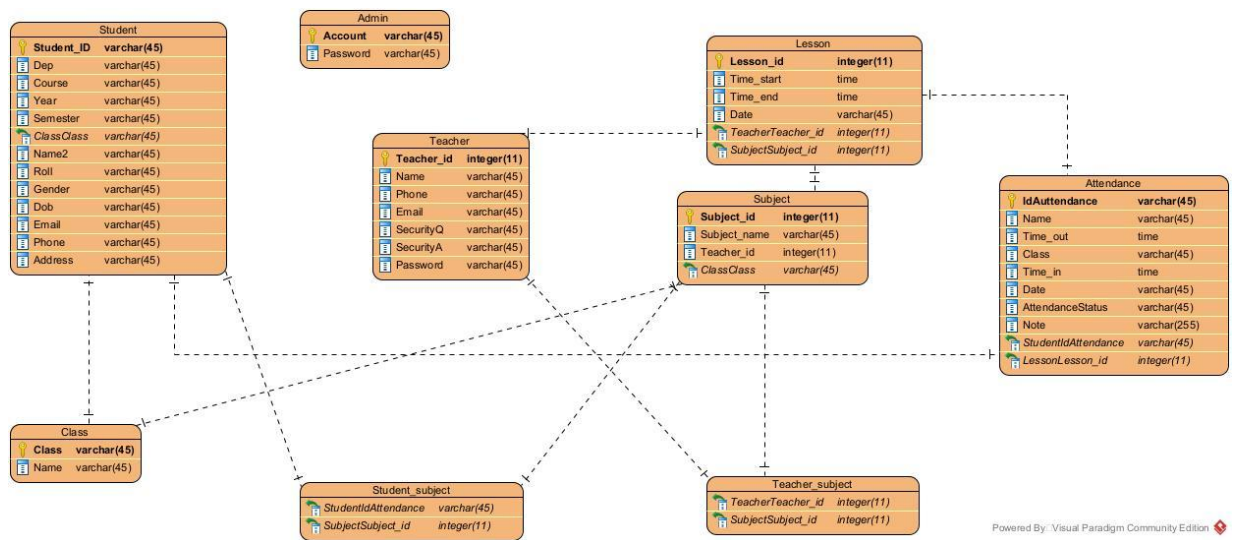 Student
Student_ID varchar(45)
Dep varchar(45)
Course varchar(45)
Year varchar(45)
Semester varchar(45)
ClassClass varchar(45)
Name2 varchar(45)
Roll varchar(45)
Gender varchar(45)
Dob varchar(45)
Email varchar(45)
Phone varchar(45)
Address varchar(45)
Admin
Account varchar(45)
Password varchar(45)
Teacher
Teacher_id integer(11)
Name varchar(45)
Phone varchar(45)
Email varchar(45)
SecurityQ varchar(45)
SecurityA varchar(45)
Password varchar(45)
Lesson
Lesson_id integer(11)
Time_start time
Time_end time
Date varchar(45)
TeacherTeacher_id integer(11)
SubjectSubject_id integer(11)
Subject
Subject_id integer(11)
Subject_name varchar(45)
Teacher_id integer(11)
ClassClass varchar(45)
Attendance
IdAuttendance varchar(45)
Name varchar(45)
Time_out time
Class varchar(45)
Time_in time
Date varchar(45)
AttendanceStatus varchar(45)
Note varchar(255)
StudentIdAttendance varchar(45)
LessonLesson_id integer(11)
Class
Class varchar(45)
Name varchar(45)
Student_subject
StudentIdAttendance varchar(45)
SubjectSubject_id integer(11)
Teacher_subject
TeacherTeacher_id integer(11)
SubjectSubject_id integer(11)
Powered By Visual Paradigm Community Edition